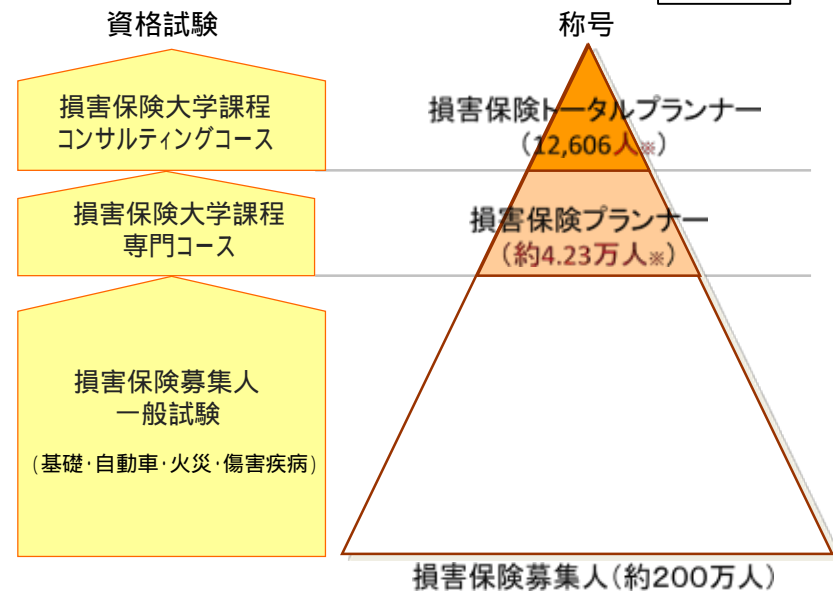 資格試験
称号
損害保険大学課程
コンサルティングコース
損害保険トータルプランナー
（12,606人※）
損害保険大学課程
専門コース
損害保険プランナー
（約4.23万人※）
損害保険募集人
一般試験
（基礎･自動車･火災･傷害疾病）
損害保険募集人（約200万人）